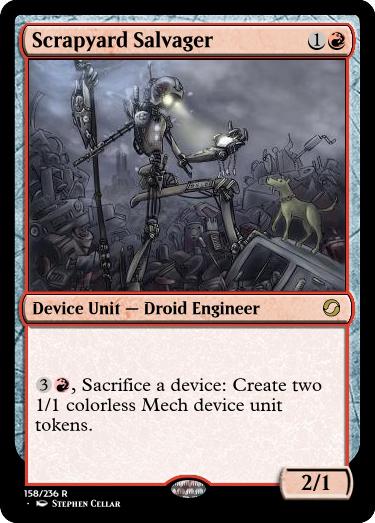 Scrapyard Salvager 1
Device Unit — Droid Engineer
3 , Sacrifice a device: Create two
1/1 colorless Mech device unit
tokens.
2/1
158/236 R
· Stephen Cellar